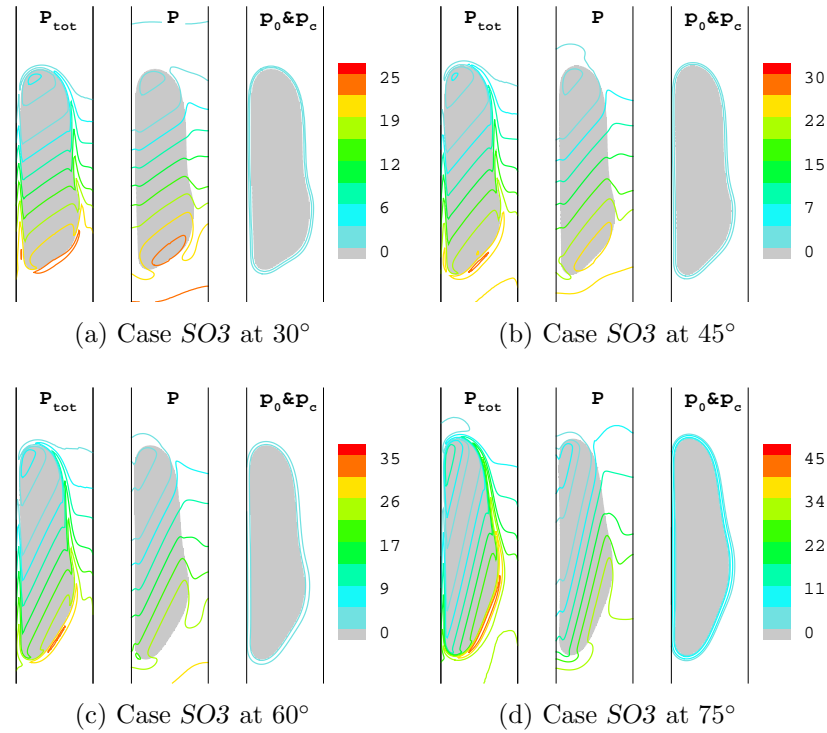 P_tot P p_0&p_c
25
19
12
6
0
(a) Case SO3 at 30°
P_tot P p_0&p_c
30
22
15
7
0
(b) Case SO3 at 45°
P_tot P p_0&p_c
35
26
17
9
0
(c) Case SO3 at 60°
P_tot P p_0&p_c
45
34
22
11
0
(d) Case SO3 at 75°